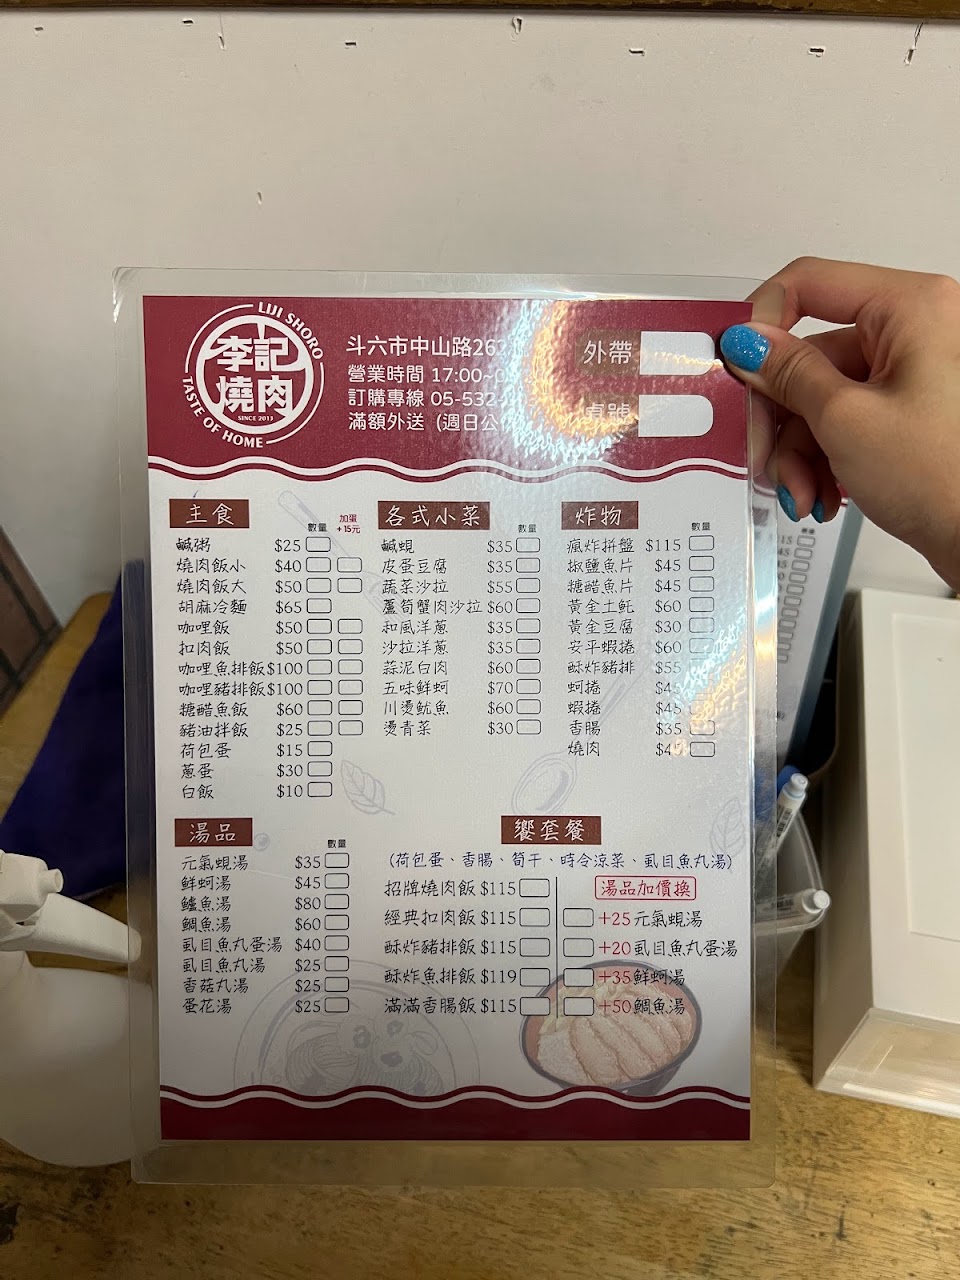 LIJI SHORO
李記
燒肉
SINCE 2013
TASTE OF HOME
斗六市中山路262
營業時間 17:00~
訂購專線 05-532
滿額外送 (週日公
外帶
桌號
主食
數量
加蛋
+15元
鹹粥 $25
燒肉飯小 $40
燒肉飯大 $50
胡麻冷麵 $65
咖哩飯 $50
扣肉飯 $50
咖哩魚排飯 $100
咖哩豬排飯 $100
糖醋魚飯 $60
豬油拌飯 $25
荷包蛋 $15
蔥蛋 $30
白飯 $10
各式小菜
數量
鹹蜆 $35
皮蛋豆腐 $35
蔬菜沙拉 $55
蘆筍蟹肉沙拉 $60
和風洋蔥 $35
沙拉洋蔥 $35
蒜泥白肉 $60
五味鮮蚵 $70
川燙魷魚 $60
燙青菜 $30
炸物
數量
瘋炸拼盤 $115
椒鹽魚片 $45
糖醋魚片 $45
黃金土魠 $60
黃金豆腐 $30
安平蝦捲 $60
酥炸豬排 $55
蚵捲 $45
蝦捲 $45
香腸 $35
燒肉 $45
湯品
數量
元氣蜆湯 $35
鮮蚵湯 $45
鱸魚湯 $80
鯛魚湯 $60
虱目魚丸蛋湯 $40
虱目魚丸湯 $25
香菇丸湯 $25
蛋花湯 $25
饗套餐
(荷包蛋、香腸、筍干、時令涼菜、虱目魚丸湯)
招牌燒肉飯 $115
經典扣肉飯 $115
酥炸豬排飯 $115
酥炸魚排飯 $119
滿滿香腸飯 $115
湯品加價換
+25元氣蜆湯
+20虱目魚丸蛋湯
+35鮮蚵湯
+50鯛魚湯